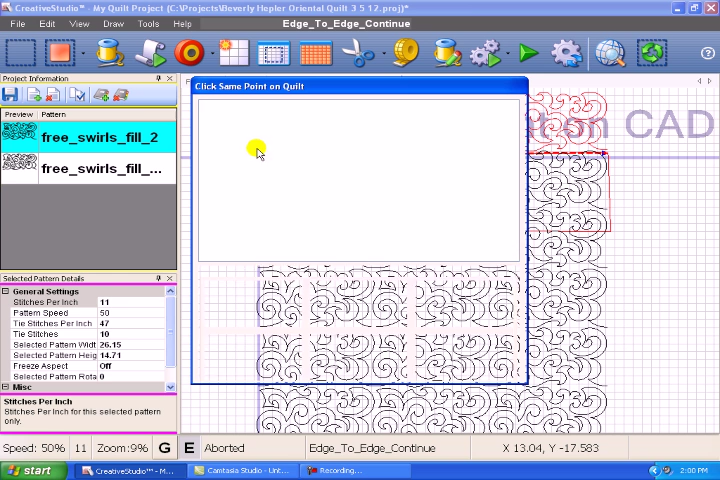 CreativeStudio™ - My Quilt Project (C:\Projects\Beverly Hepler Oriental Quilt 3 5 12.proj)*
File Edit View Draw Tools Help
Edge_To_Edge_Continue
Project Information
Click Same Point on Quilt
Preview Pattern
free_swirls_fill_2
free_swirls_fill_...
on CAD
Selected Pattern Details
General Settings
Stitches Per Inch 11
Pattern Speed 50
Tie Stitches Per Inch 47
Tie Stitches 10
Selected Pattern Widt 26.15
Selected Pattern Heig 14.71
Freeze Aspect Off
Selected Pattern Rota 0
Misc
Stitches Per Inch
Stitches Per Inch for this selected pattern
only.
Speed: 50% 11 Zoom:9% G E Aborted Edge_To_Edge_Continue X 13.04, Y -17.583
start CreativeStudio™ - M... Camtasia Studio - Unt... Recording... 2:00 PM